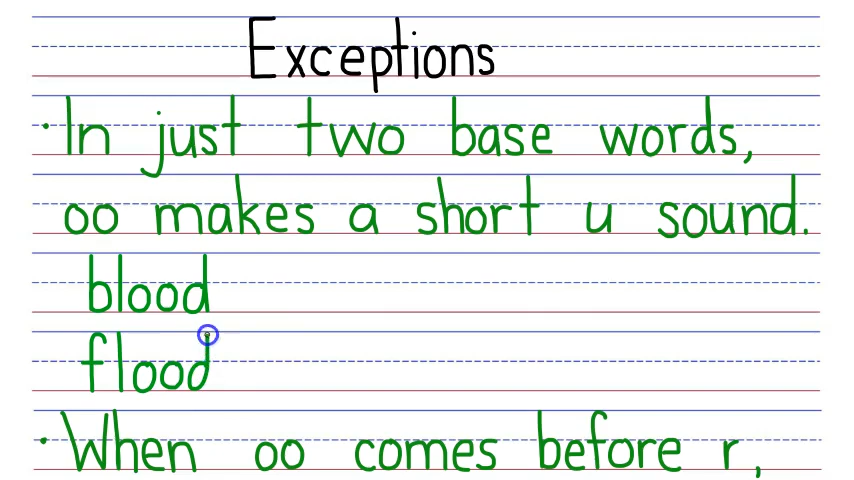 Exceptions
· In just two base words,
oo makes a short u sound.
blood
flood
· When oo comes before r,